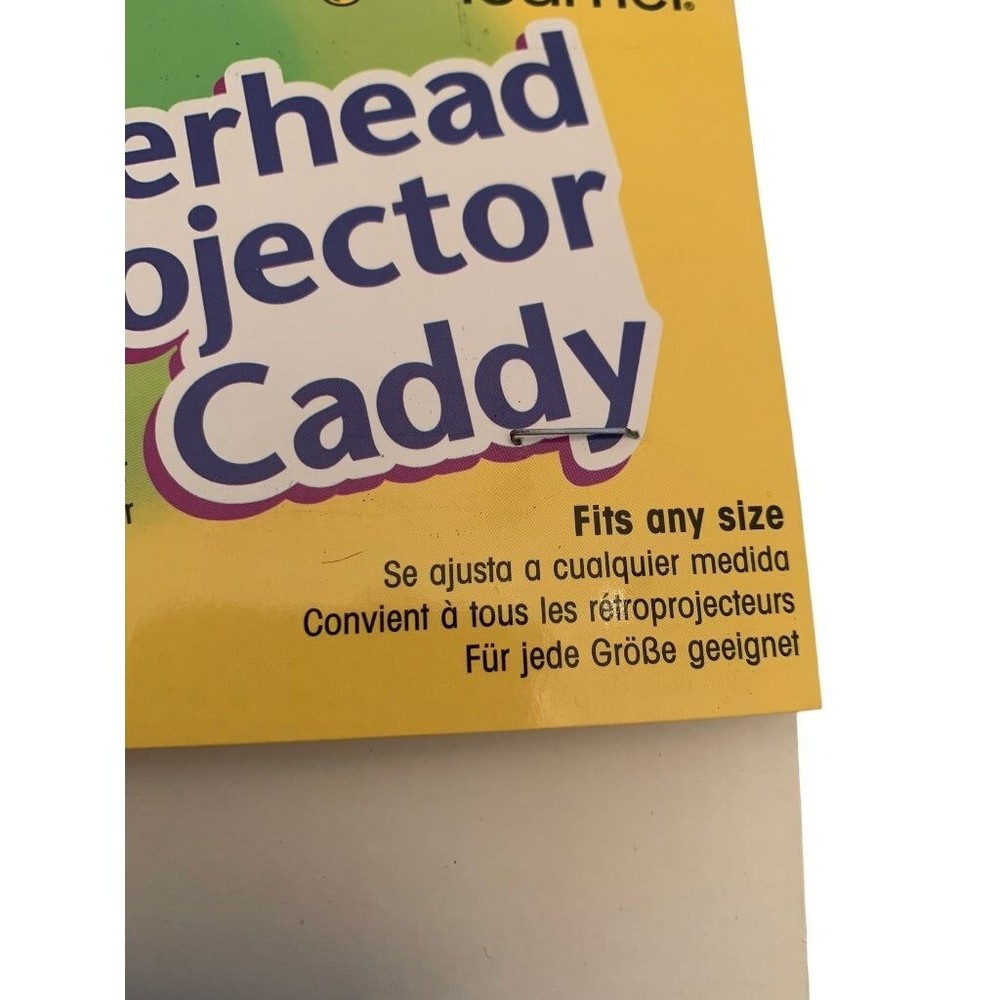 erhead
ojector
Caddy
r
Fits any size
Se ajusta a cualquier medida
Convient à tous les rétroprojecteurs
Für jede Größe geeignet